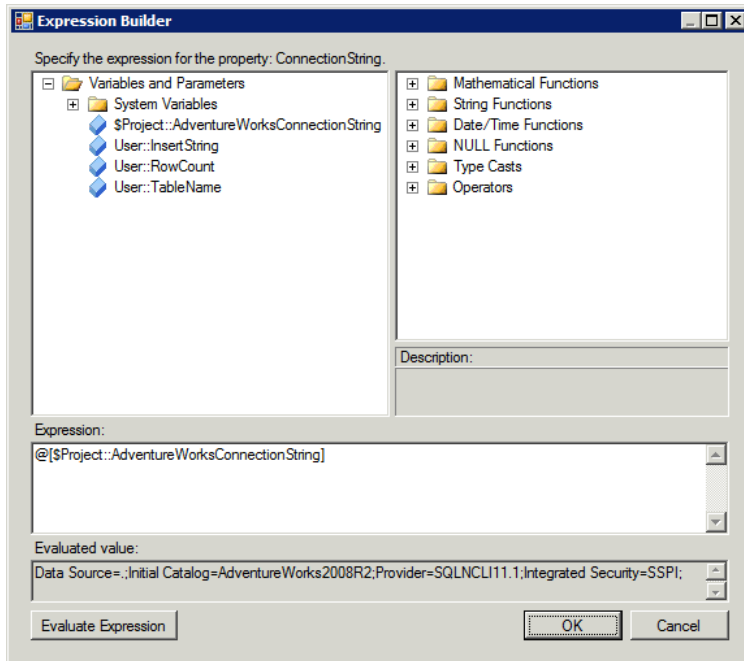 Expression Builder
Specify the expression for the property: ConnectionString.
Variables and Parameters
System Variables
$Project::AdventureWorksConnectionString
User::InsertString
User::RowCount
User::TableName
Mathematical Functions
String Functions
Date/Time Functions
NULL Functions
Type Casts
Operators
Description:
Expression:
@[$Project::AdventureWorksConnectionString]
Evaluated value:
Data Source=.;Initial Catalog=AdventureWorks2008R2;Provider=SQLNCLI11.1;Integrated Security=SSPI;
Evaluate Expression
OK
Cancel